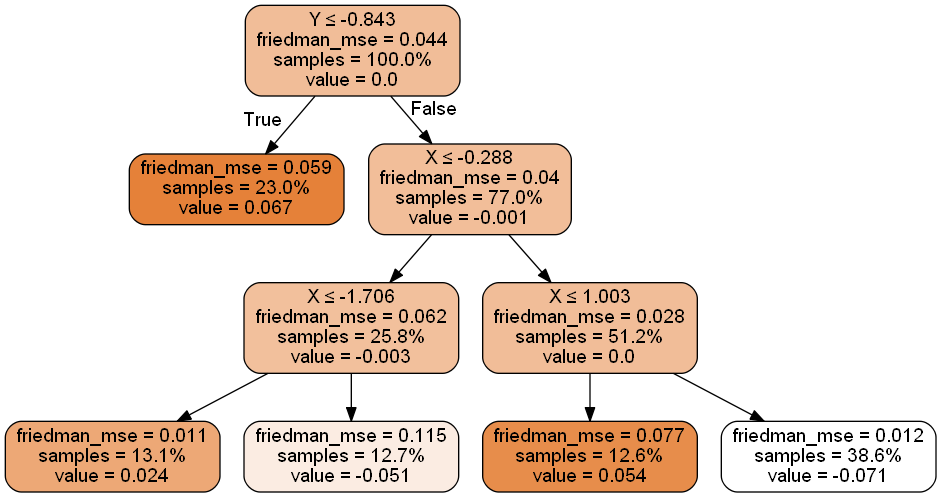 Y ≤ -0.843
friedman_mse = 0.044
samples = 100.0%
value = 0.0
True
False
friedman_mse = 0.059
samples = 23.0%
value = 0.067
X ≤ -0.288
friedman_mse = 0.04
samples = 77.0%
value = -0.001
X ≤ -1.706
friedman_mse = 0.062
samples = 25.8%
value = -0.003
X ≤ 1.003
friedman_mse = 0.028
samples = 51.2%
value = 0.0
friedman_mse = 0.011
samples = 13.1%
value = 0.024
friedman_mse = 0.115
samples = 12.7%
value = -0.051
friedman_mse = 0.077
samples = 12.6%
value = 0.054
friedman_mse = 0.012
samples = 38.6%
value = -0.071